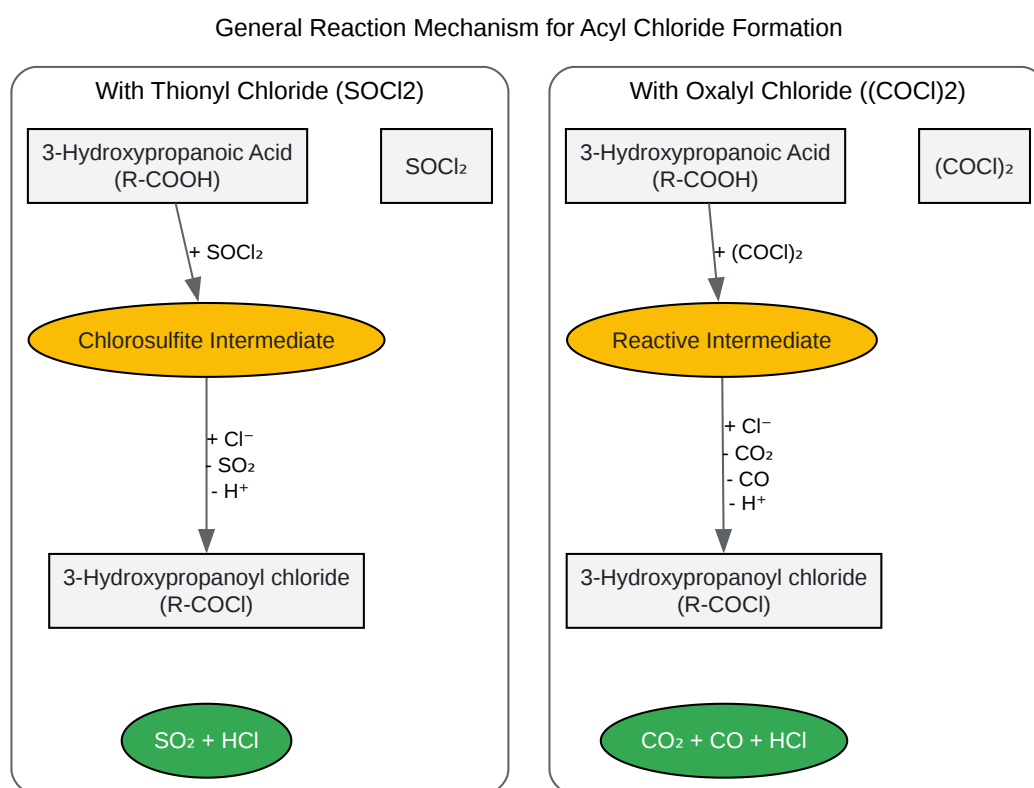 General Reaction Mechanism for Acyl Chloride Formation
With Thionyl Chloride (SOCl2)
3-Hydroxypropanoic Acid
(R-COOH)
SOCl₂
+ SOCl₂
Chlorosulfite Intermediate
+ Cl⁻
- SO₂
- H⁺
3-Hydroxypropanoyl chloride
(R-COCl)
SO₂ + HCl
With Oxalyl Chloride ((COCl)2)
3-Hydroxypropanoic Acid
(R-COOH)
(COCl)₂
+ (COCl)₂
Reactive Intermediate
+ Cl⁻
- CO₂
- CO
- H⁺
3-Hydroxypropanoyl chloride
(R-COCl)
CO₂ + CO + HCl